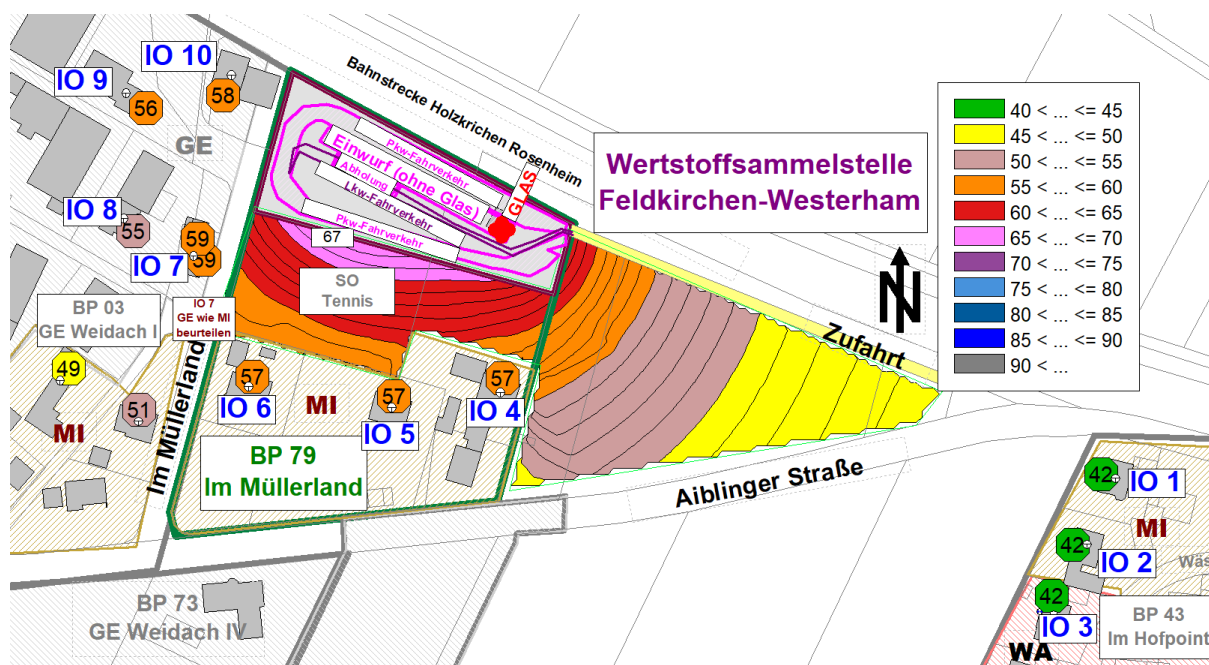 IO 10
IO 9
56
58
GE
IO 8
55
59
59
IO 7
Bahnstrecke Holzkrichen Rosenheim
Pkw-Fahrverkehr
Einwurf (ohne Glas)
Abholung
Lkw-Fahrverkehr
Pkw-Fahrverkehr
GLAS
67
SO
Tennis
Wertstoffsammelstelle
Feldkirchen-Westerham
N
40 < ... <= 45
45 < ... <= 50
50 < ... <= 55
55 < ... <= 60
60 < ... <= 65
65 < ... <= 70
70 < ... <= 75
75 < ... <= 80
80 < ... <= 85
85 < ... <= 90
90 < ...
BP 03
GE Weidach I
IO 7
GE wie MI
beurteilen
49
51
MI
Im Müllerland
57
IO 6
MI
57
IO 5
57
IO 4
BP 79
Im Müllerland
Zufahrt
Aiblinger Straße
BP 73
GE Weidach IV
42
IO 1
MI
42
IO 2
Wäs
42
IO 3
WA
BP 43
Im Hofpoint